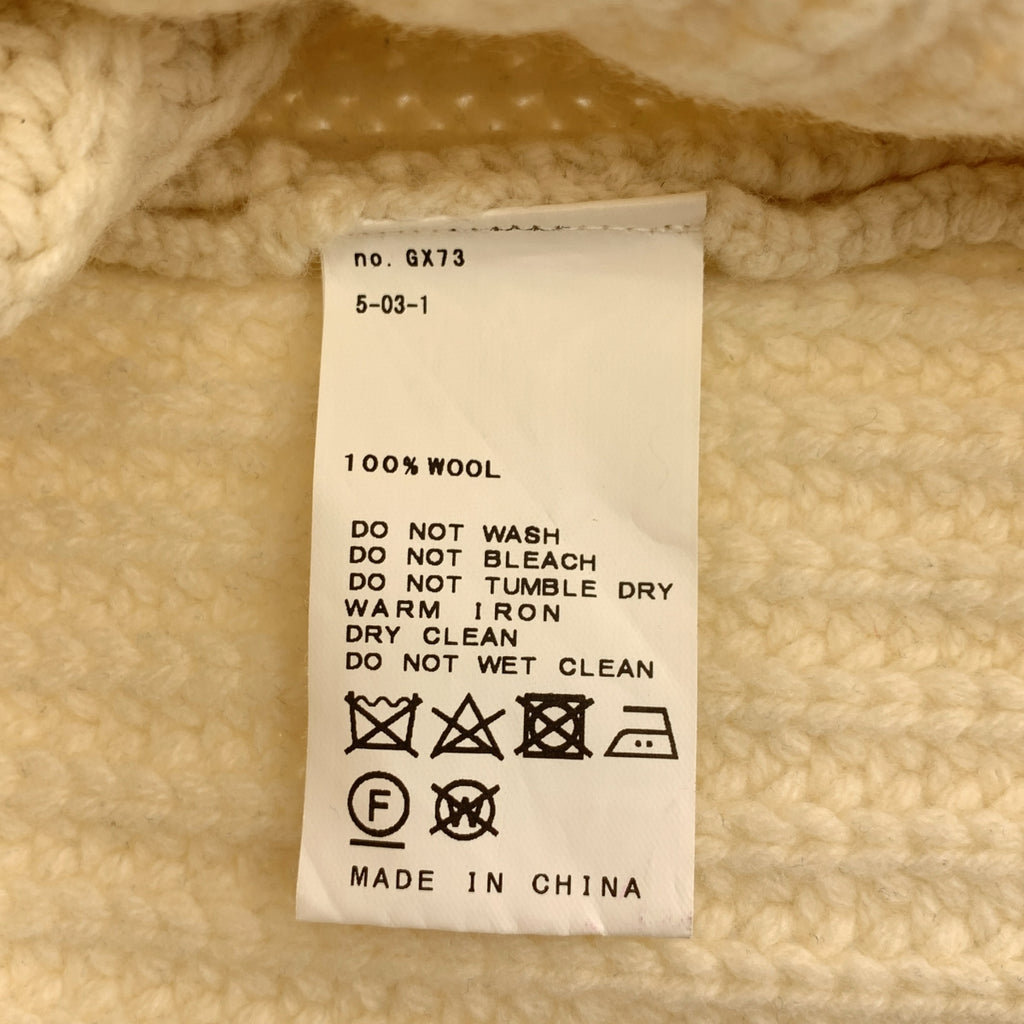 no. GX73
5-03-1
100% WOOL
DO NOT WASH
DO NOT BLEACH
DO NOT TUMBLE DRY
WARM IRON
DRY CLEAN
DO NOT WET CLEAN
F W
MADE IN CHINA